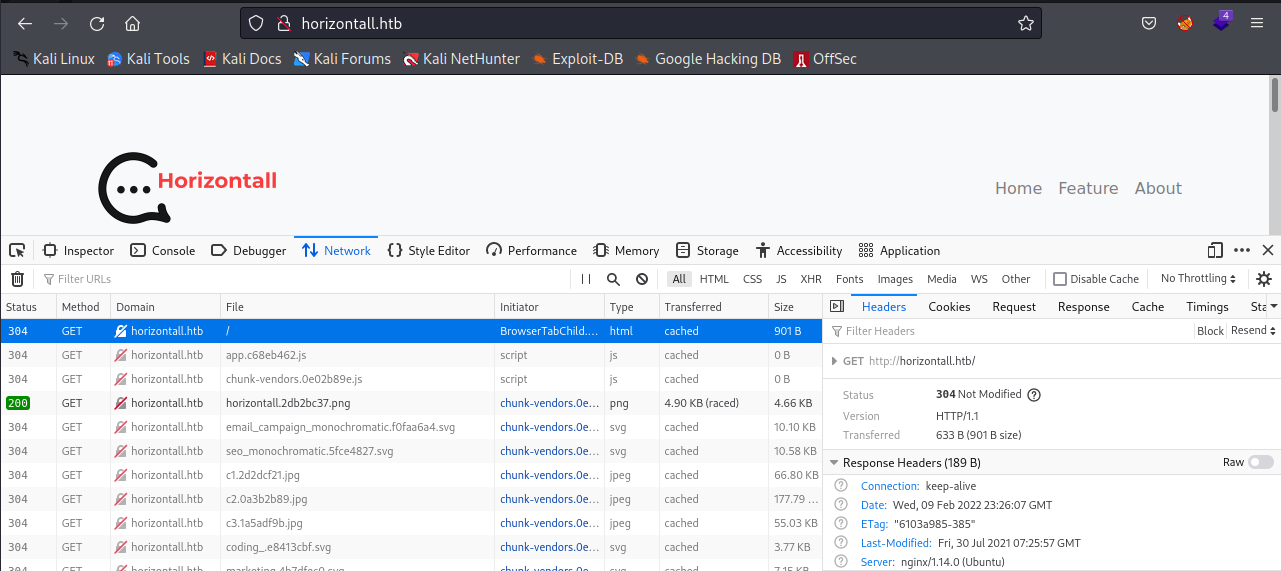 horizontall.htb
4
Kali Linux Kali Tools Kali Docs Kali Forums Kali NetHunter Exploit-DB Google Hacking DB OffSec
Horizontall
Home Feature About
Inspector Console Debugger Network Style Editor Performance Memory Storage Accessibility Application
Filter URLs All HTML CSS JS XHR Fonts Images Media WS Other Disable Cache No Throttling
Status Method Domain File Initiator Type Transferred Size Headers Cookies Request Response Cache Timings Sta
304 GET horizontall.htb / BrowserTabChild.... html cached 901 B
Filter Headers Block Resend
304 GET horizontall.htb app.c68eb462.js script js cached 0 B
GET http://horizontall.htb/
304 GET horizontall.htb chunk-vendors.0e02b89e.js script js cached 0 B
Status 304 Not Modified
200 GET horizontall.htb horizontall.2db2bc37.png chunk-vendors.0e... png 4.90 KB (raced) 4.66 KB
Version HTTP/1.1
304 GET horizontall.htb email_campaign_monochromatic.f0faa6a4.svg chunk-vendors.0e... svg cached 10.10 KB
Transferred 633 B (901 B size)
304 GET horizontall.htb seo_monochromatic.5fce4827.svg chunk-vendors.0e... svg cached 10.58 KB
Response Headers (189 B) Raw
304 GET horizontall.htb c1.2d2dcf21.jpg chunk-vendors.0e... jpeg cached 66.80 KB
Connection: keep-alive
304 GET horizontall.htb c2.0a3b2b89.jpg chunk-vendors.0e... jpeg cached 177.79 ...
Date: Wed, 09 Feb 2022 23:26:07 GMT
304 GET horizontall.htb c3.1a5adf9b.jpg chunk-vendors.0e... jpeg cached 55.03 KB
ETag: "6103a985-385"
304 GET horizontall.htb coding_.e8413cbf.svg chunk-vendors.0e... svg cached 3.77 KB
Last-Modified: Fri, 30 Jul 2021 07:25:57 GMT
304 GET horizontall.htb marketing.4b7dfec0.svg chunk-vendors.0e... svg cached 7.15 KB
Server: nginx/1.14.0 (Ubuntu)